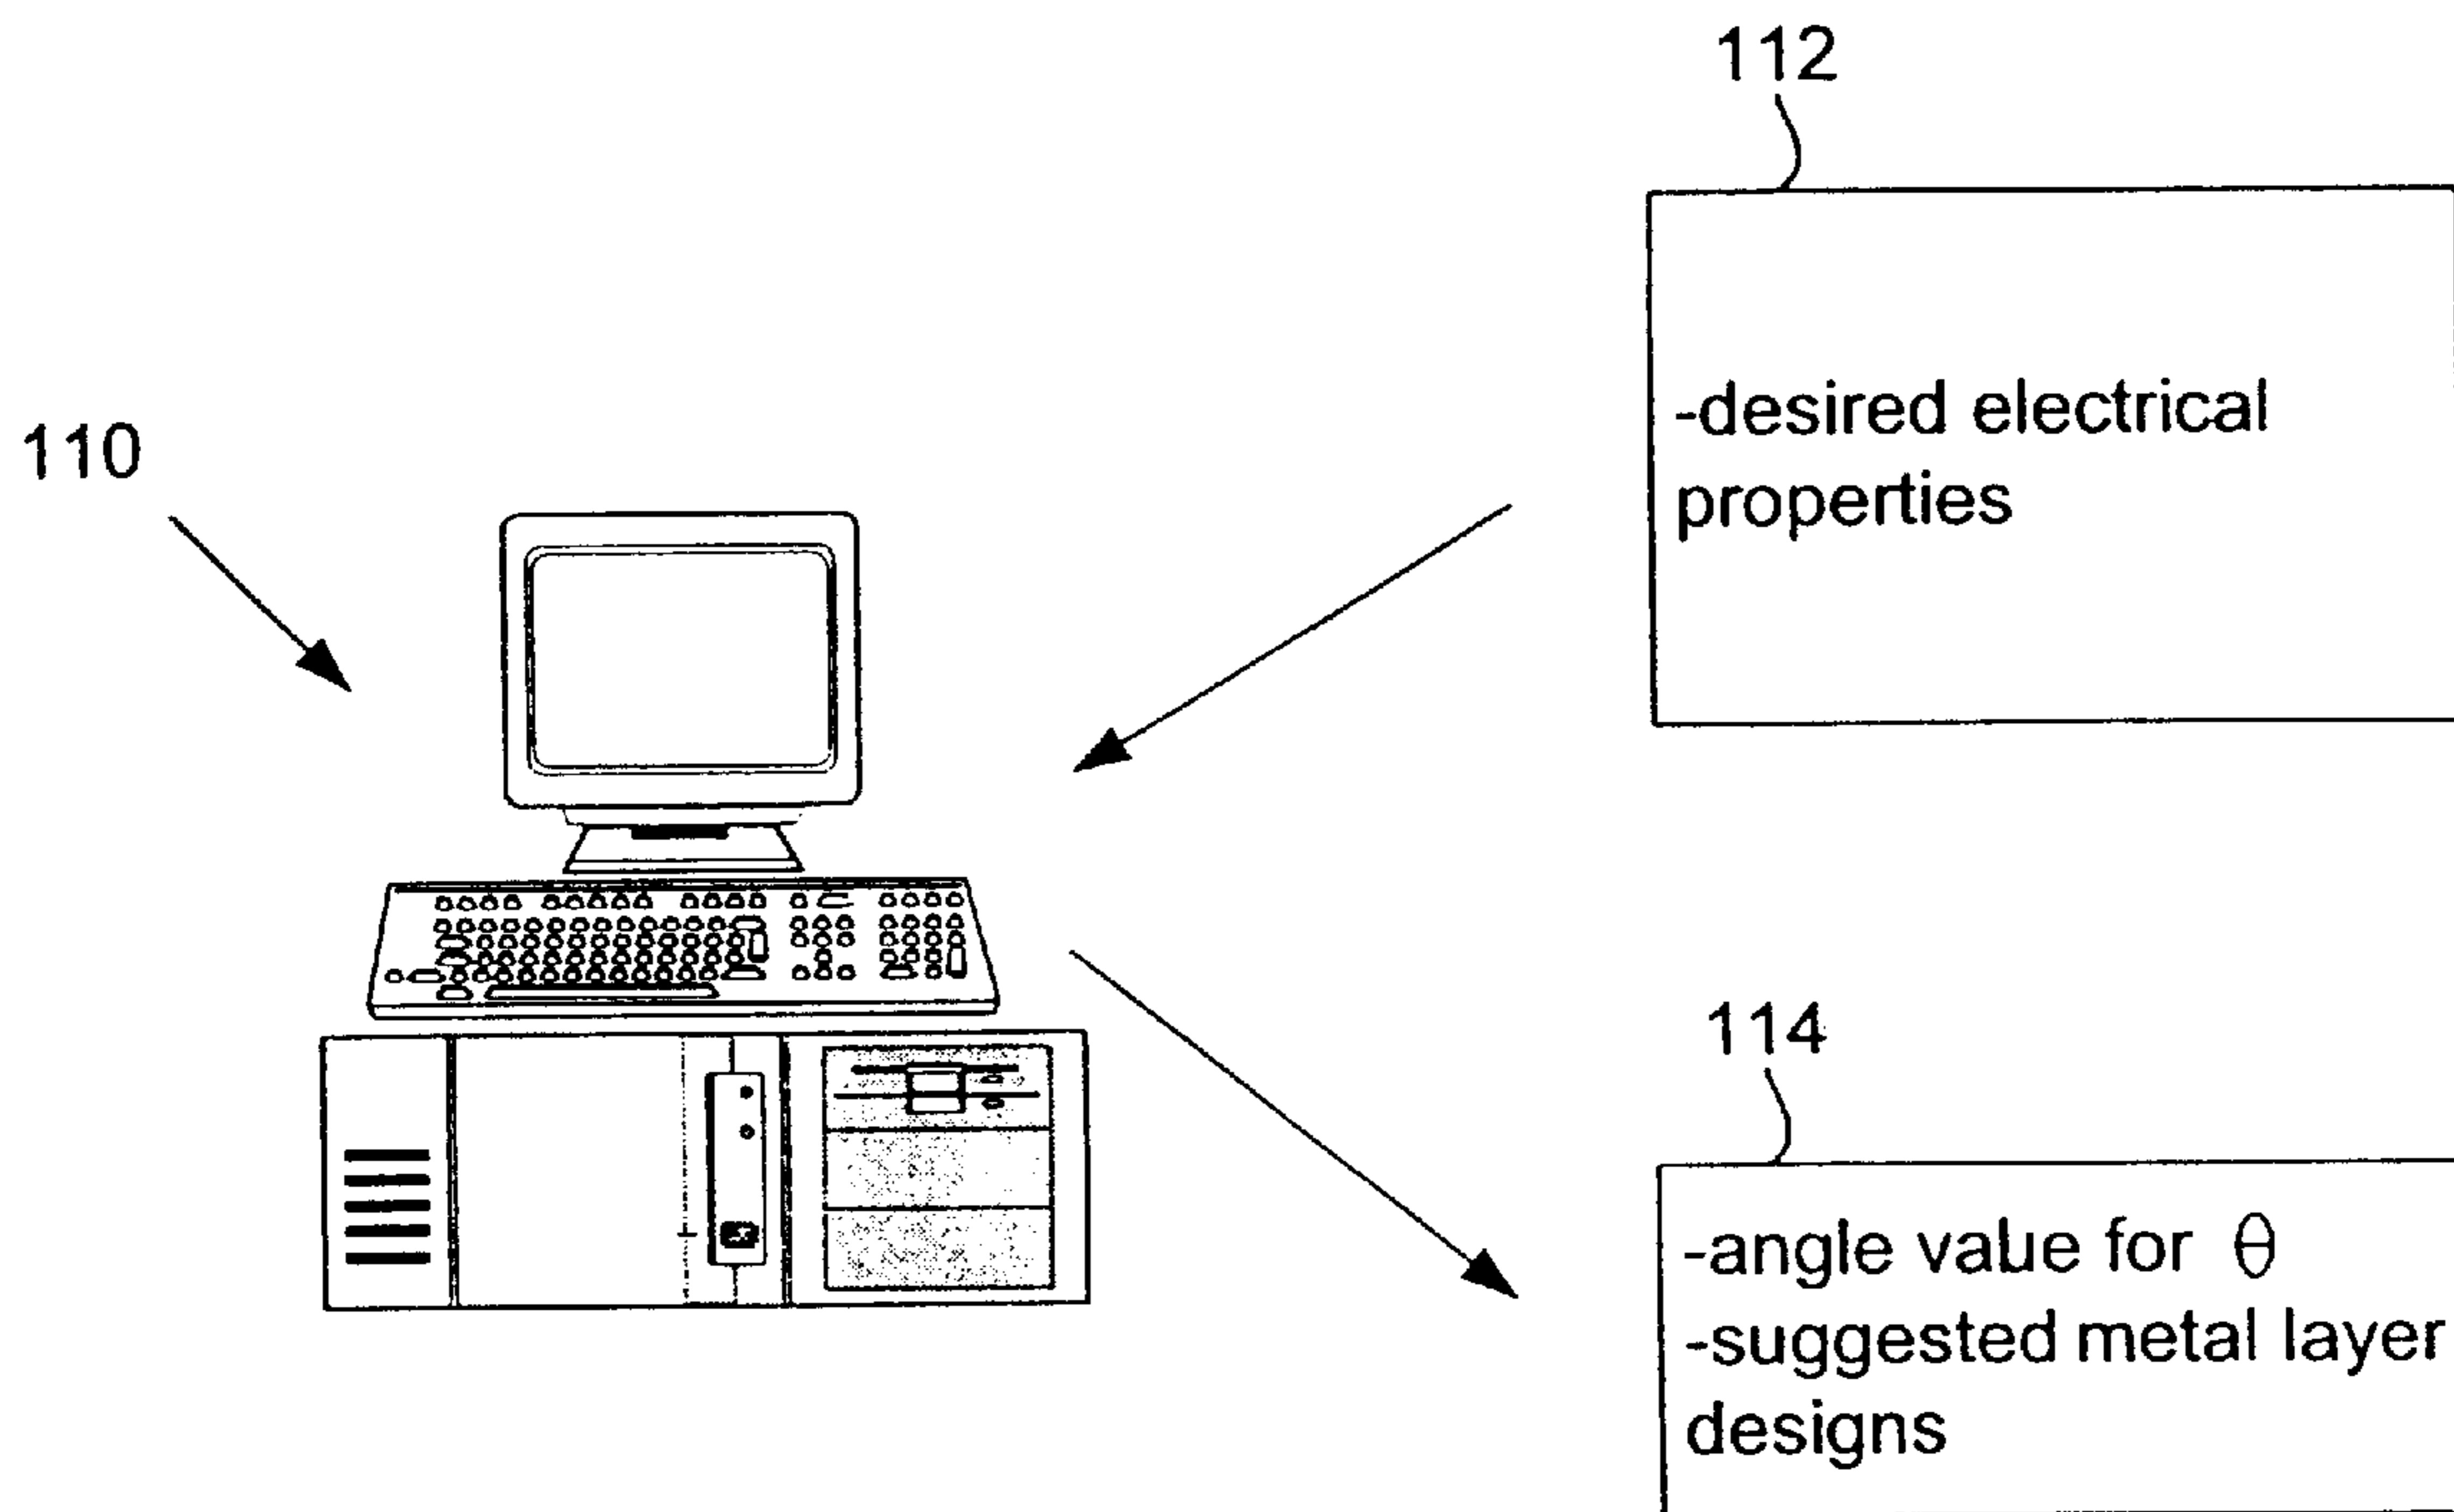 112
-desired electrical
properties
110
114
-angle value for θ
-suggested metal layer
designs